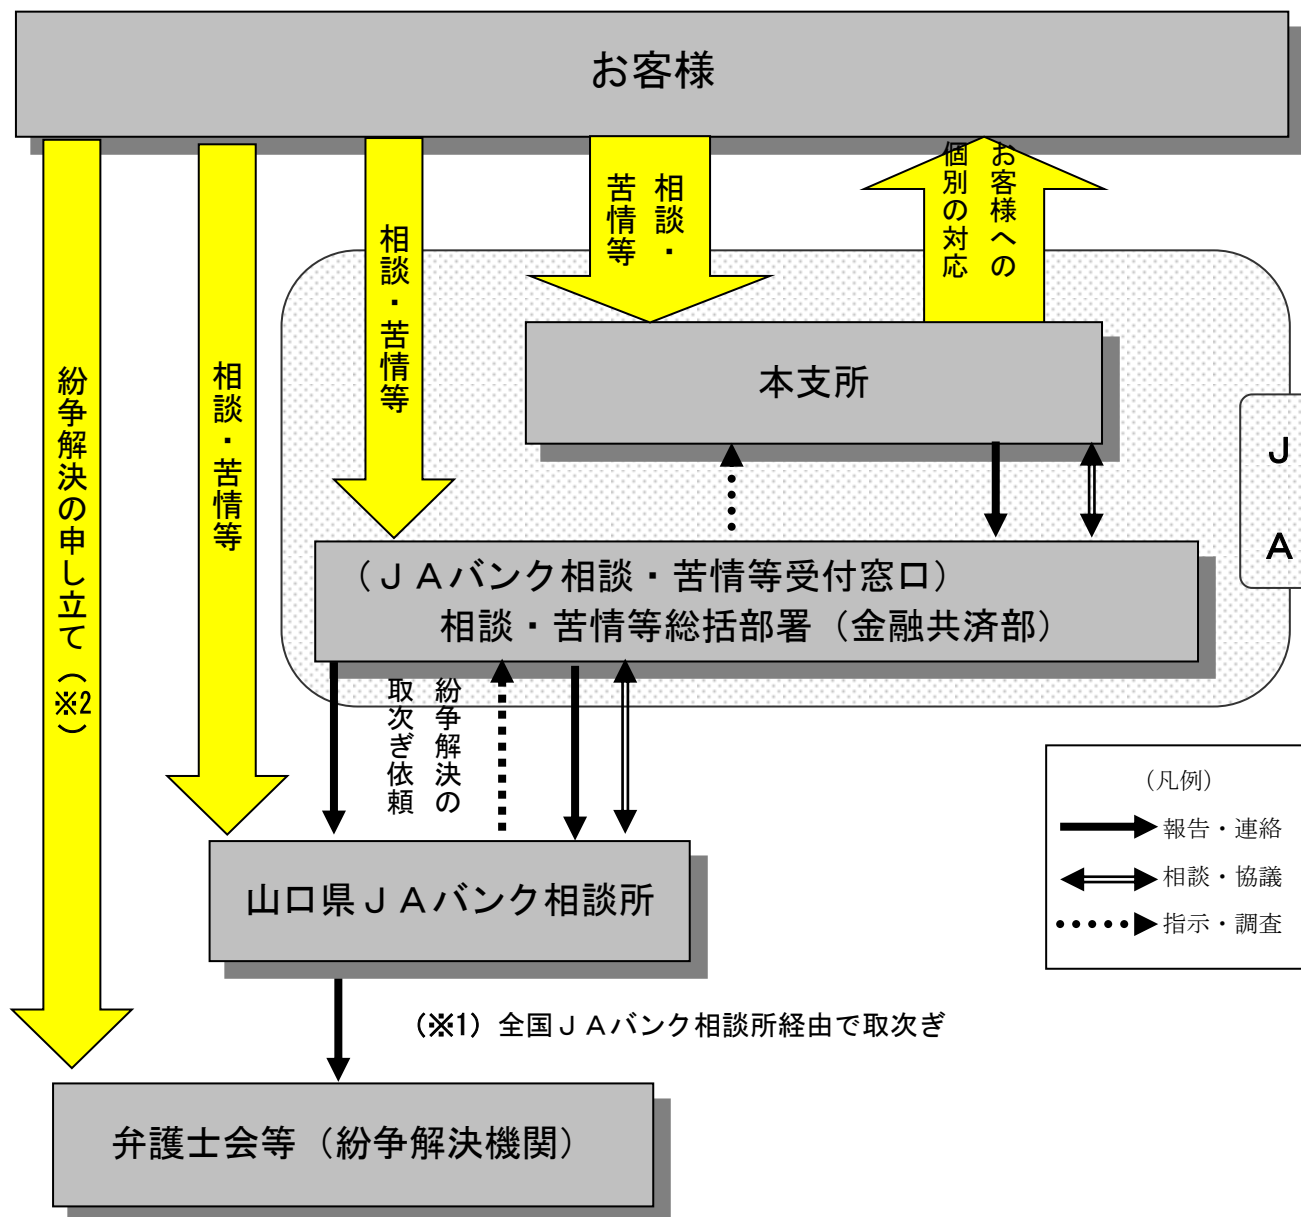 お客様
相談・
苦情等
お客様への
個別の対応
相談・苦情等
相談・苦情等
紛争解決の申し立て（※2）
本支所
ＪＡ
（ＪＡバンク相談・苦情等受付窓口）
相談・苦情等総括部署（金融共済部）
紛争解決の
取次ぎ依頼
（凡例）
報告・連絡
相談・協議
指示・調査
山口県ＪＡバンク相談所
（※1）全国ＪＡバンク相談所経由で取次ぎ
弁護士会等（紛争解決機関）